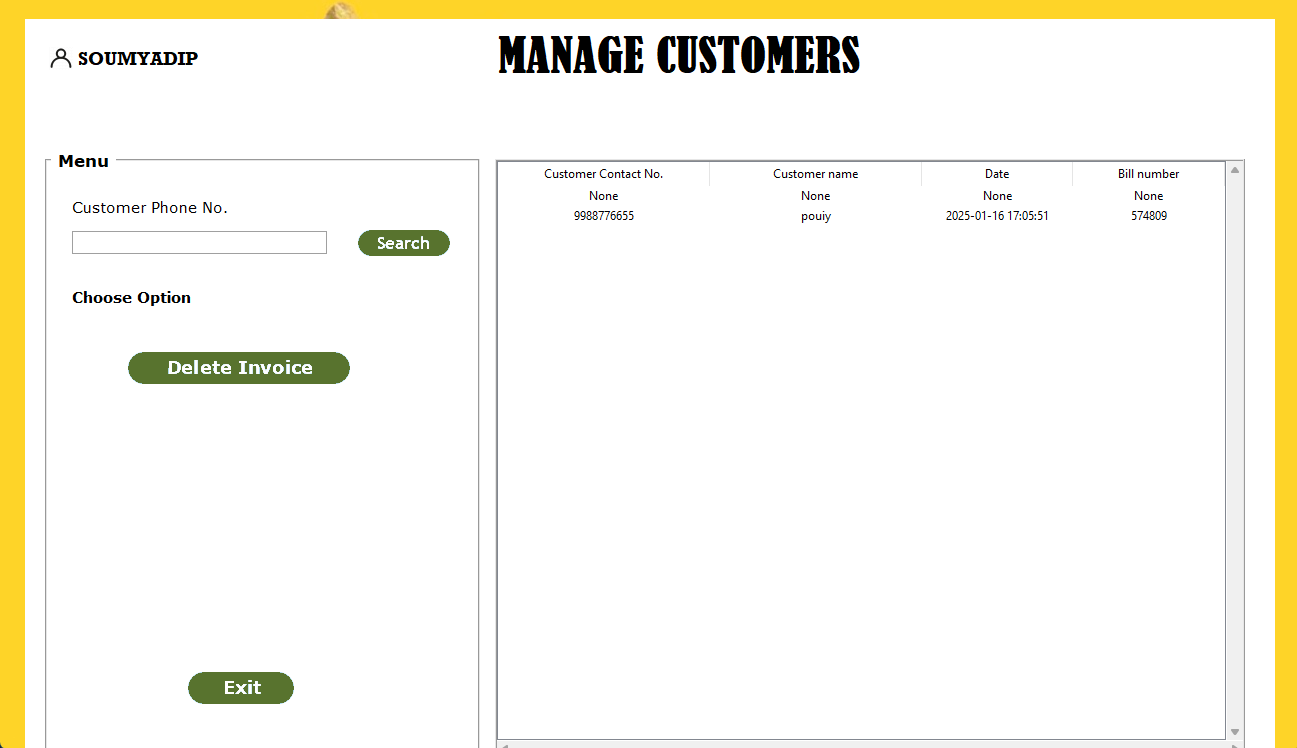 SOUMYADIP
MANAGE CUSTOMERS
Menu
Customer Phone No.
Search
Choose Option
Delete Invoice
Exit
Customer Contact No. Customer name Date Bill number
None None None None
9988776655 pouiy 2025-01-16 17:05:51 574809